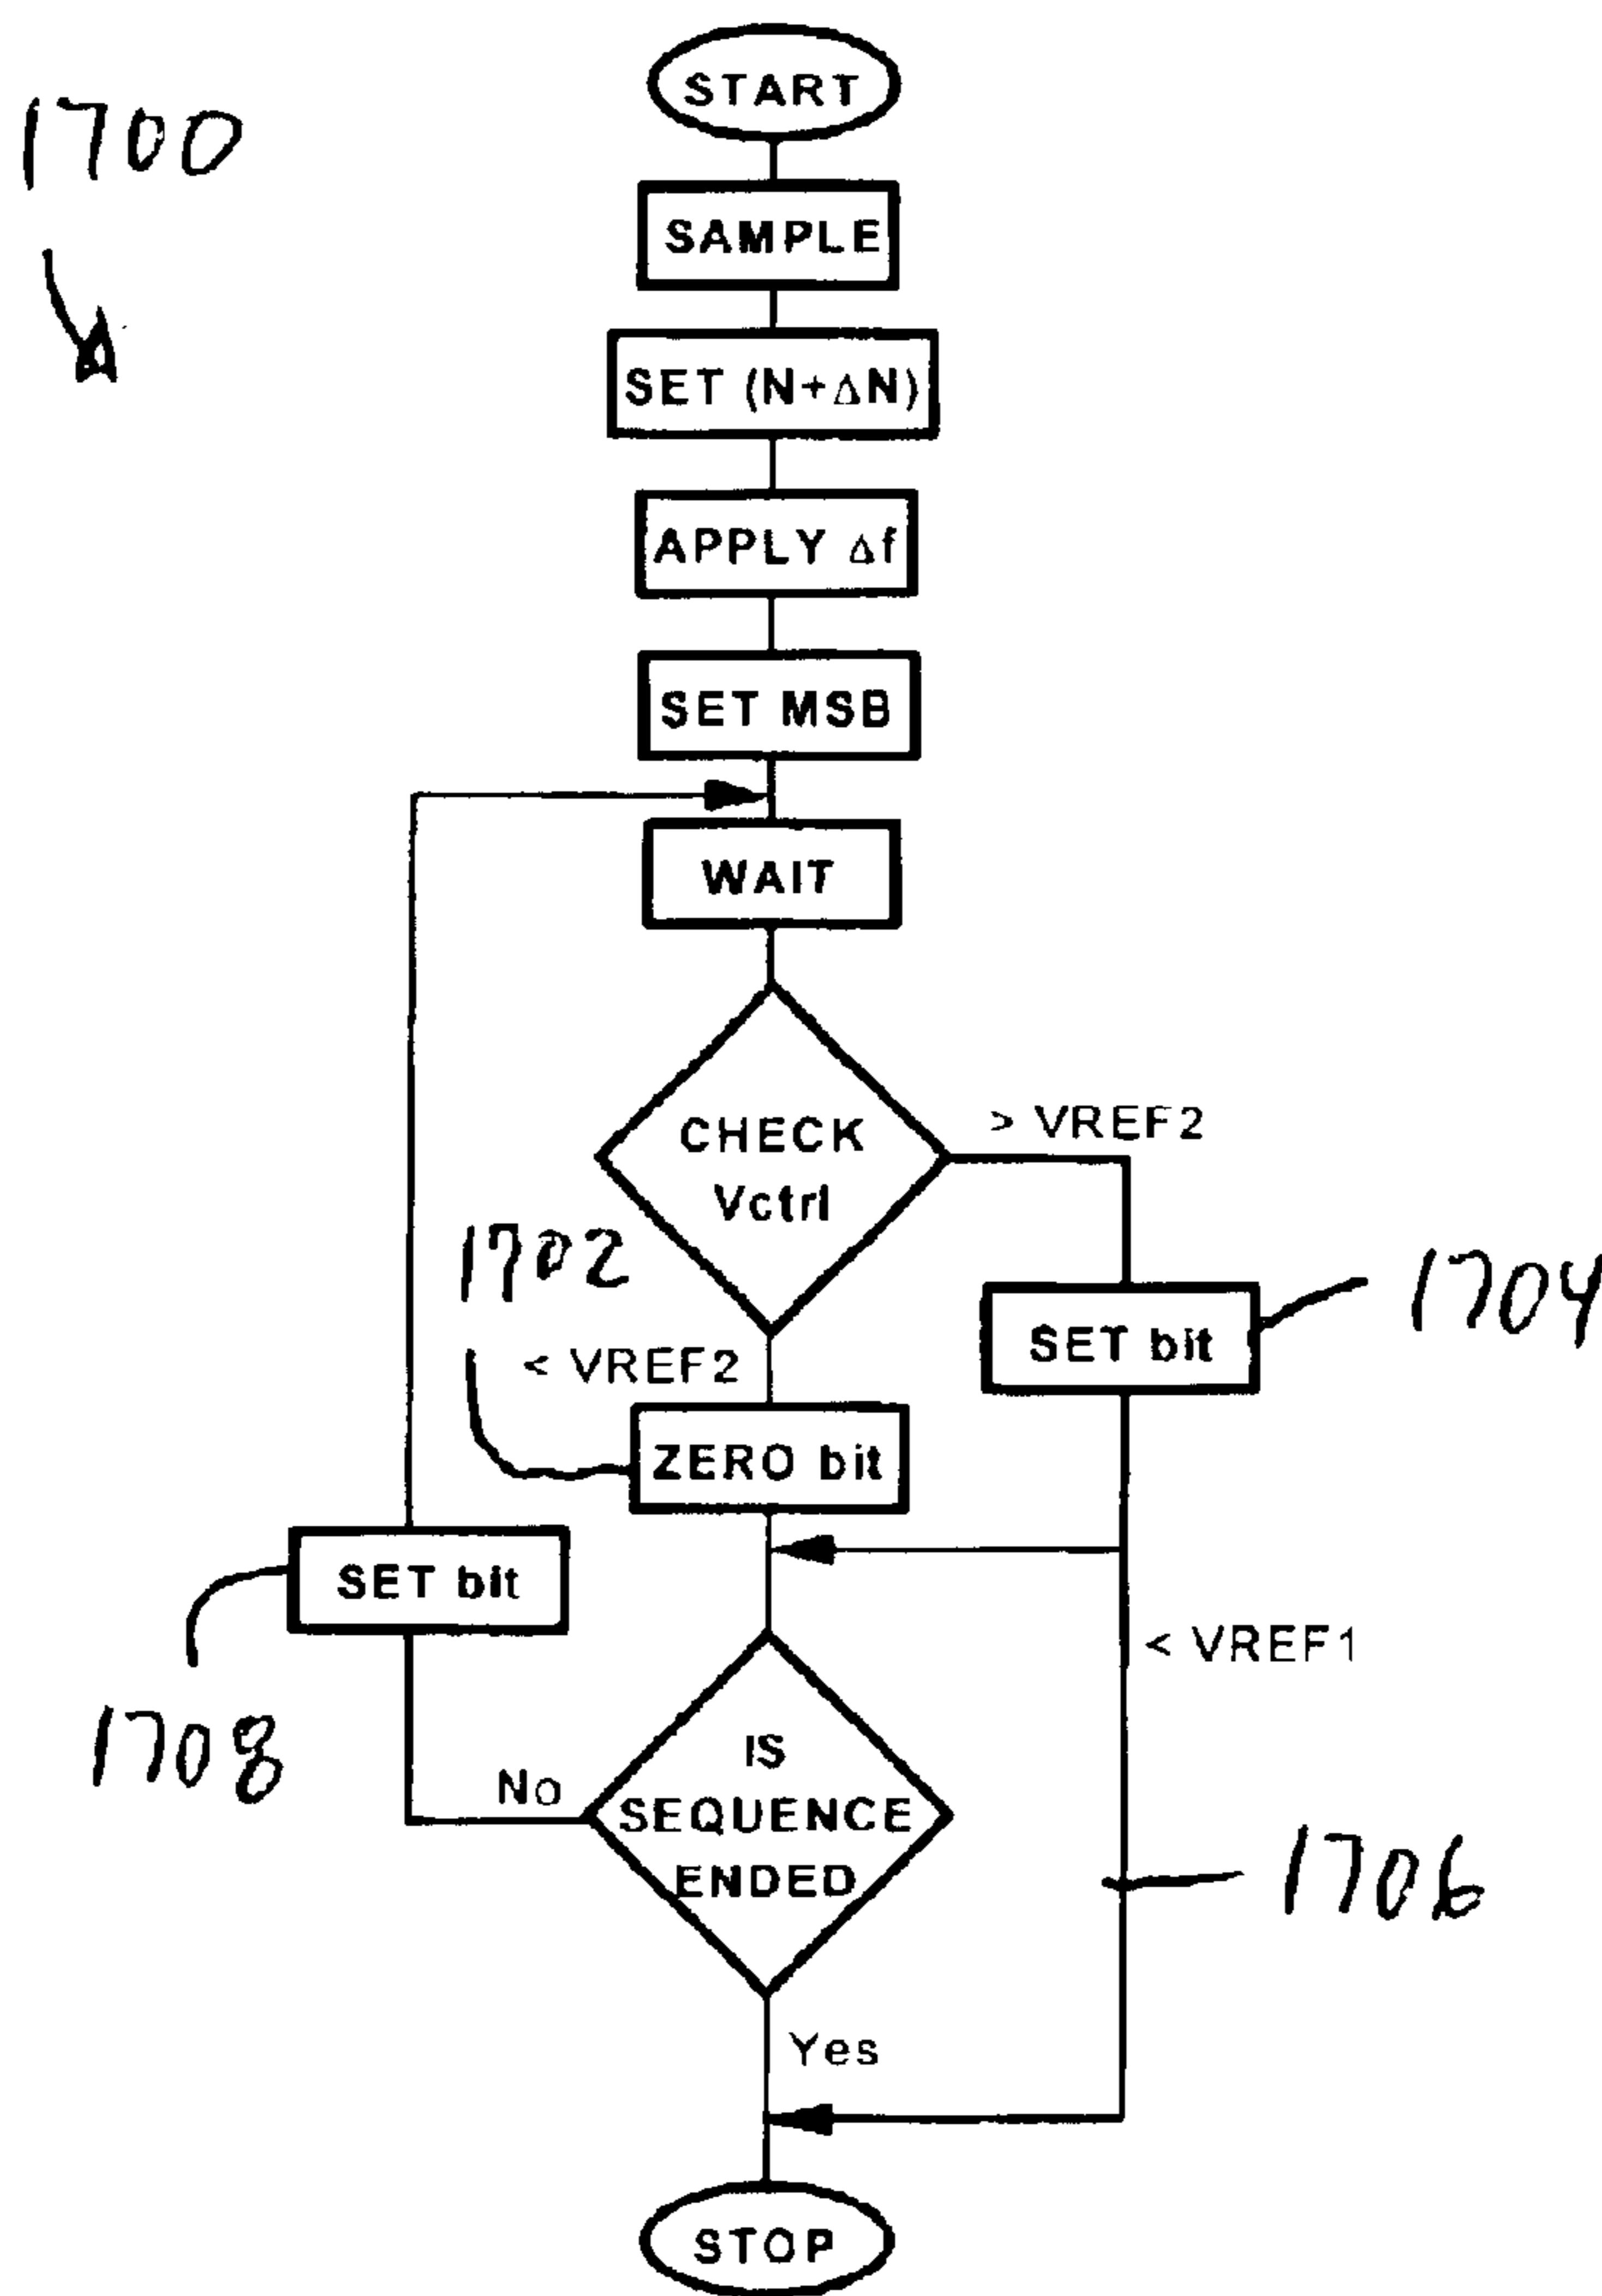 START
1700
SAMPLE
SET (N+ΔN)
APPLY Δf
SET MSB
WAIT
CHECK
Vctrl
> VREF2
1702
1704
SET bit
< VREF2
ZERO bit
SET bit
< VREF1
1708
IS
SEQUENCE
ENDED
No
1706
Yes
STOP